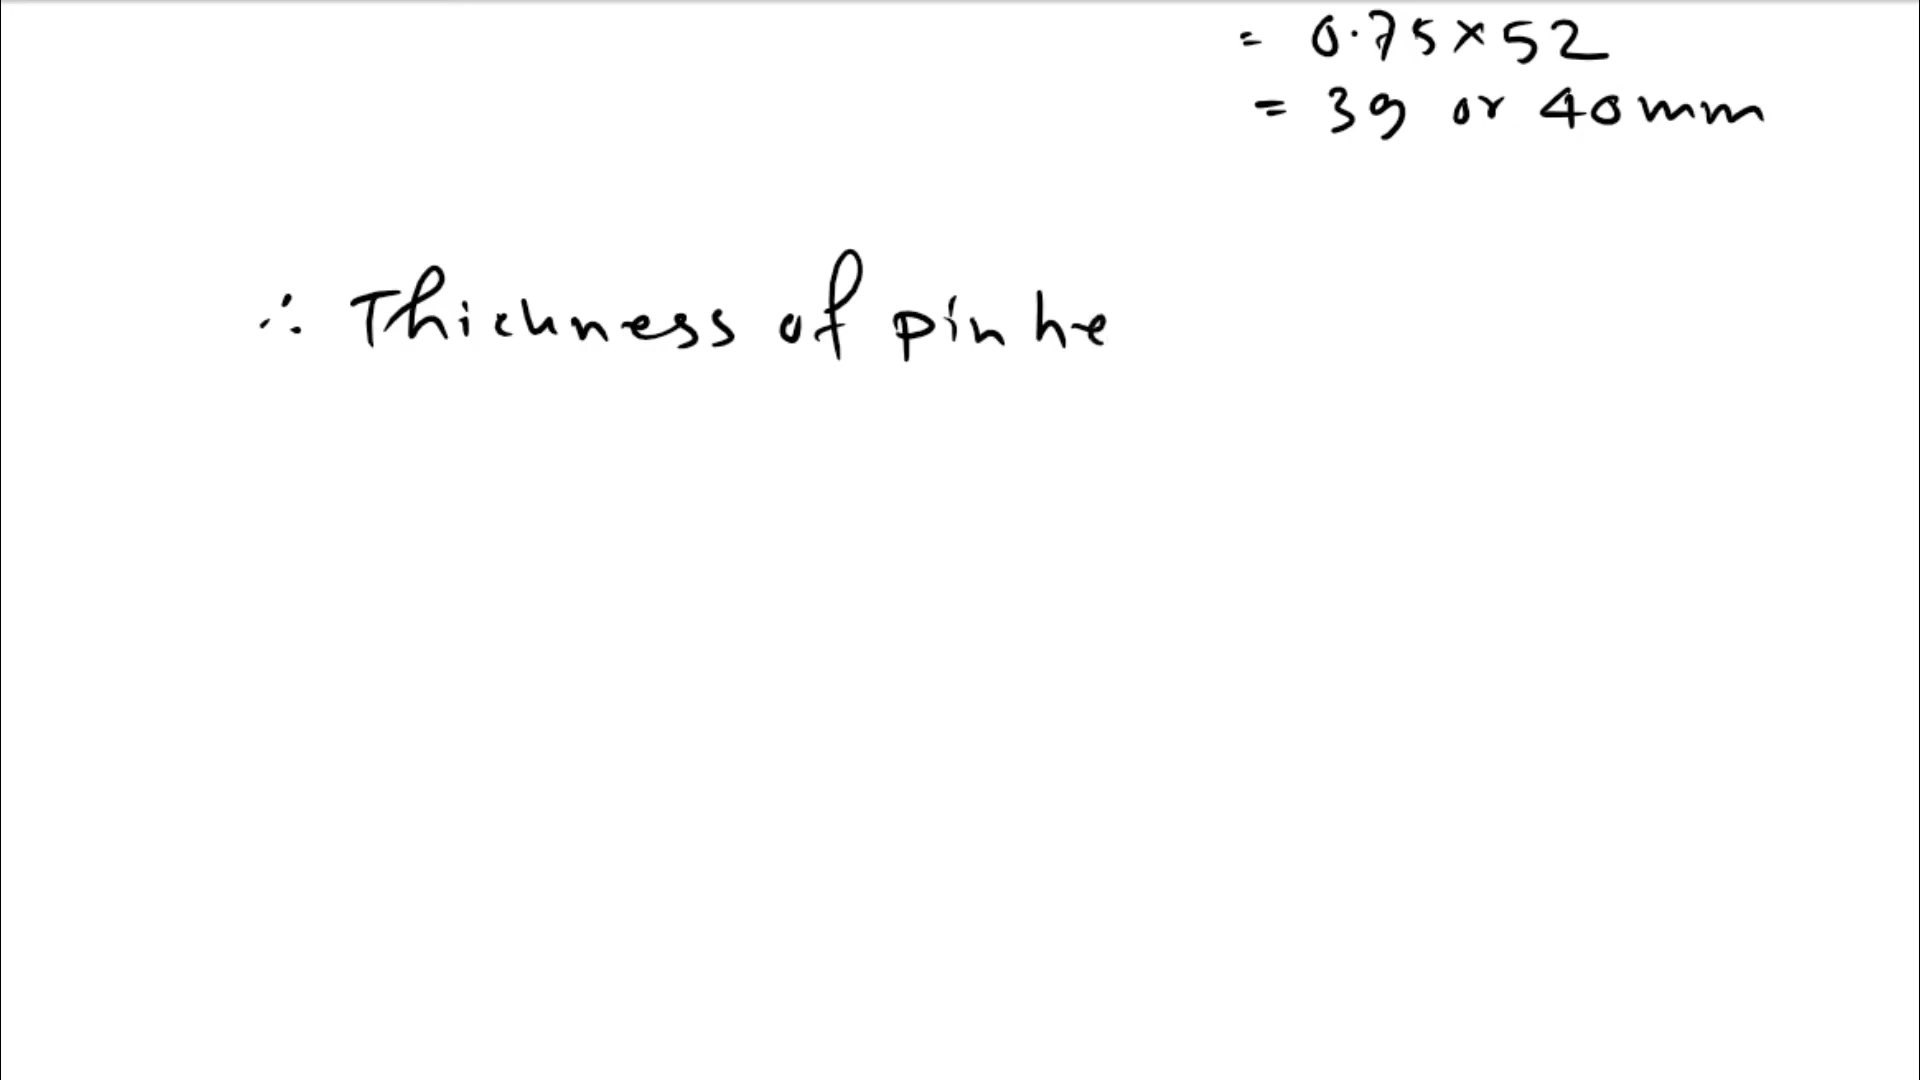 = 0.75×52
= 39 or 40mm
∴ Thickness of pin he